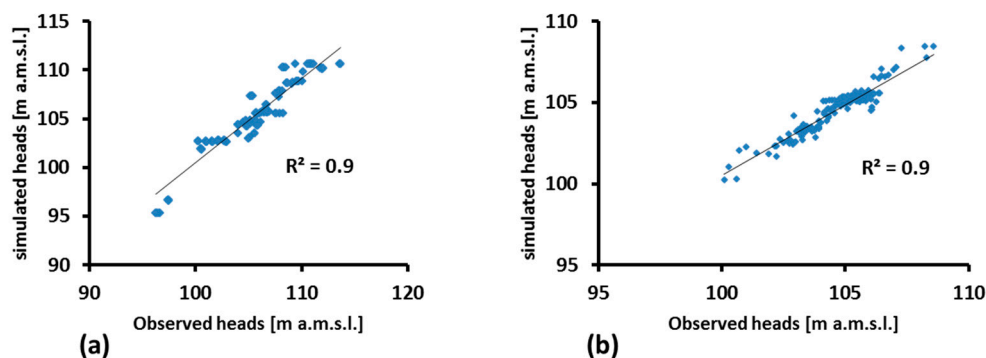 simulated heads [m a.m.s.l.]
115
110
105
100
95
90
R² = 0.9
90 100 110 120
Observed heads [m a.m.s.l.]
(a)
simulated heads [m a.m.s.l.]
110
105
100
95
R² = 0.9
95 100 105 110
Observed heads [m a.m.s.l.]
(b)